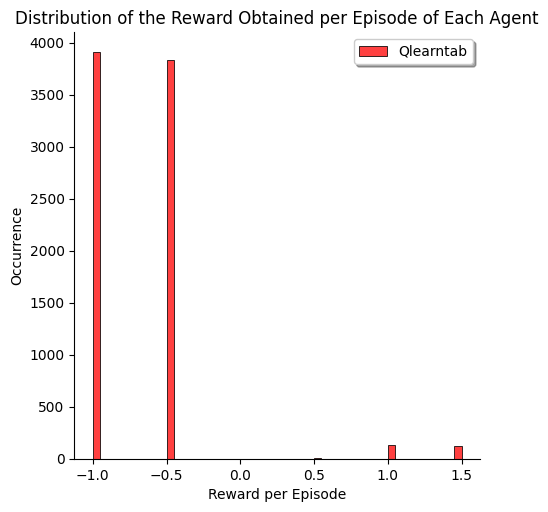 Distribution of the Reward Obtained per Episode of Each Agent
Qlearntab
Occurrence
4000
3500
3000
2500
2000
1500
1000
500
0
−1.0 −0.5 0.0 0.5 1.0 1.5
Reward per Episode